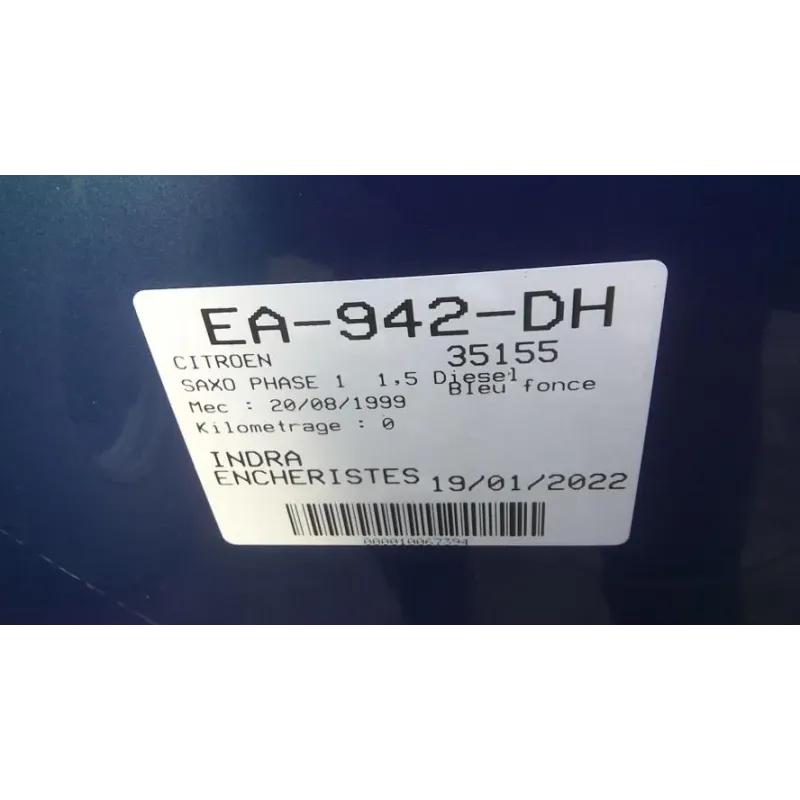 EA-942-DH
CITROEN 35155
SAXO PHASE 1 1,5 Diesel
Bleu fonce
Mec : 20/08/1999
Kilometrage : 0
INDRA
ENCHERISTES 19/01/2022
000010067394